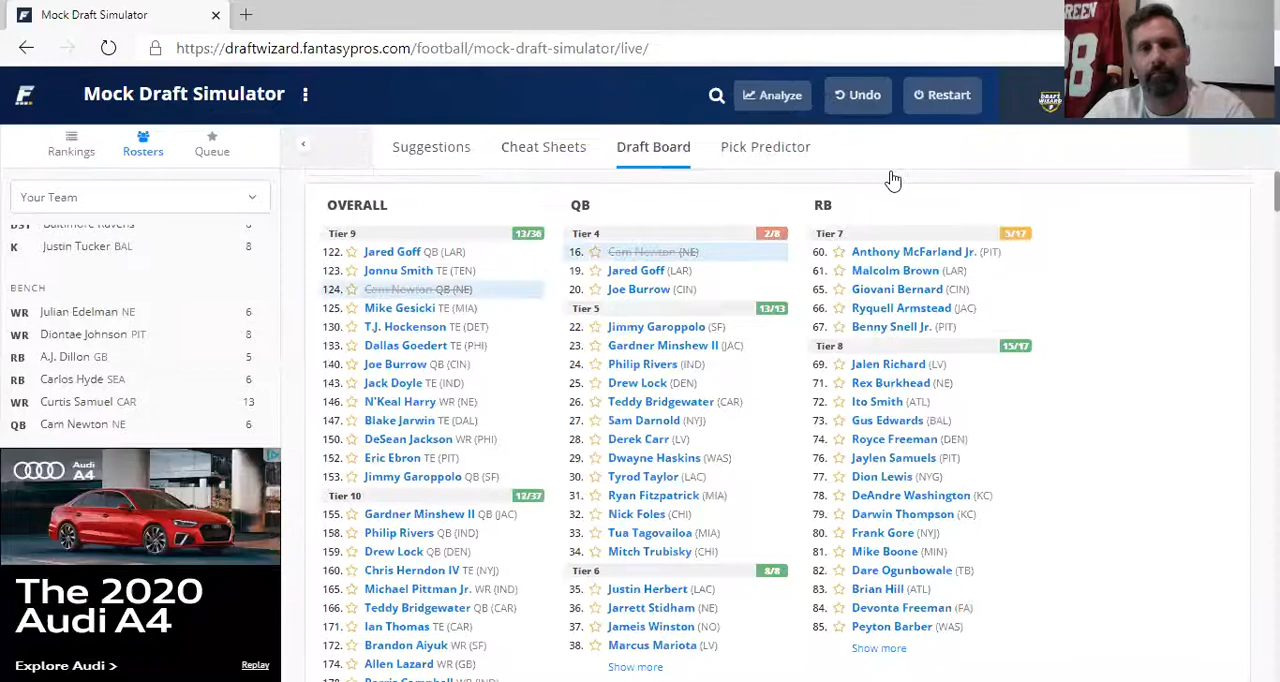 Mock Draft Simulator
https://draftwizard.fantasypros.com/football/mock-draft-simulator/live/
REEN
Mock Draft Simulator
Analyze
Undo
Restart
DRAFT WIZARD
Rankings
Rosters
Queue
Suggestions
Cheat Sheets
Draft Board
Pick Predictor
Your Team
DST Baltimore Ravens 8
K Justin Tucker BAL 8
BENCH
WR Julian Edelman NE 6
WR Diontae Johnson PIT 8
RB A.J. Dillon GB 5
RB Carlos Hyde SEA 6
WR Curtis Samuel CAR 13
QB Cam Newton NE 6
Audi A4
The 2020
Audi A4
Explore Audi >
Replay
OVERALL
Tier 9 13/36
122. Jared Goff QB (LAR)
123. Jonnu Smith TE (TEN)
124. Cam Newton QB (NE)
125. Mike Gesicki TE (MIA)
130. T.J. Hockenson TE (DET)
133. Dallas Goedert TE (PHI)
140. Joe Burrow QB (CIN)
143. Jack Doyle TE (IND)
146. N'Keal Harry WR (NE)
147. Blake Jarwin TE (DAL)
150. DeSean Jackson WR (PHI)
152. Eric Ebron TE (PIT)
153. Jimmy Garoppolo QB (SF)
Tier 10 12/37
155. Gardner Minshew II QB (JAC)
158. Philip Rivers QB (IND)
159. Drew Lock QB (DEN)
160. Chris Herndon IV TE (NYJ)
165. Michael Pittman Jr. WR (IND)
166. Teddy Bridgewater QB (CAR)
171. Ian Thomas TE (CAR)
172. Brandon Aiyuk WR (SF)
174. Allen Lazard WR (GB)
178. Parris Campbell WR (IND)
QB
Tier 4 2/8
16. Cam Newton (NE)
19. Jared Goff (LAR)
20. Joe Burrow (CIN)
Tier 5 13/13
22. Jimmy Garoppolo (SF)
23. Gardner Minshew II (JAC)
24. Philip Rivers (IND)
25. Drew Lock (DEN)
26. Teddy Bridgewater (CAR)
27. Sam Darnold (NYJ)
28. Derek Carr (LV)
29. Dwayne Haskins (WAS)
30. Tyrod Taylor (LAC)
31. Ryan Fitzpatrick (MIA)
32. Nick Foles (CHI)
33. Tua Tagovailoa (MIA)
34. Mitch Trubisky (CHI)
Tier 6 8/8
35. Justin Herbert (LAC)
36. Jarrett Stidham (NE)
37. Jameis Winston (NO)
38. Marcus Mariota (LV)
Show more
RB
Tier 7 5/17
60. Anthony McFarland Jr. (PIT)
61. Malcolm Brown (LAR)
65. Giovani Bernard (CIN)
66. Ryquell Armstead (JAC)
67. Benny Snell Jr. (PIT)
Tier 8 15/17
69. Jalen Richard (LV)
71. Rex Burkhead (NE)
72. Ito Smith (ATL)
73. Gus Edwards (BAL)
74. Royce Freeman (DEN)
76. Jaylen Samuels (PIT)
77. Dion Lewis (NYG)
78. DeAndre Washington (KC)
79. Darwin Thompson (KC)
80. Frank Gore (NYJ)
81. Mike Boone (MIN)
82. Dare Ogunbowale (TB)
83. Brian Hill (ATL)
84. Devonta Freeman (FA)
85. Peyton Barber (WAS)
Show more